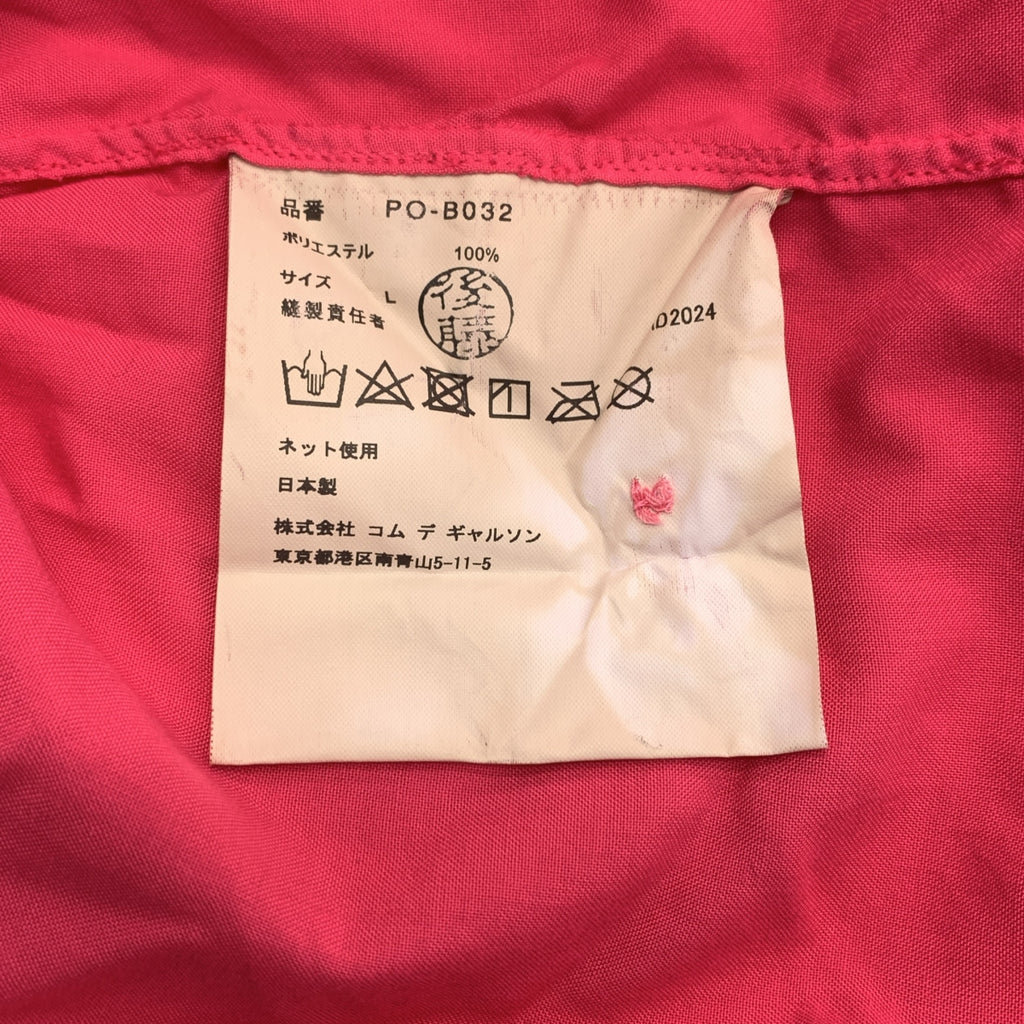 品番 PO-B032
ポリエステル 100%
サイズ L
縫製責任者 後藤
D2024
ネット使用
日本製
株式会社 コム デ ギャルソン
東京都港区南青山5-11-5